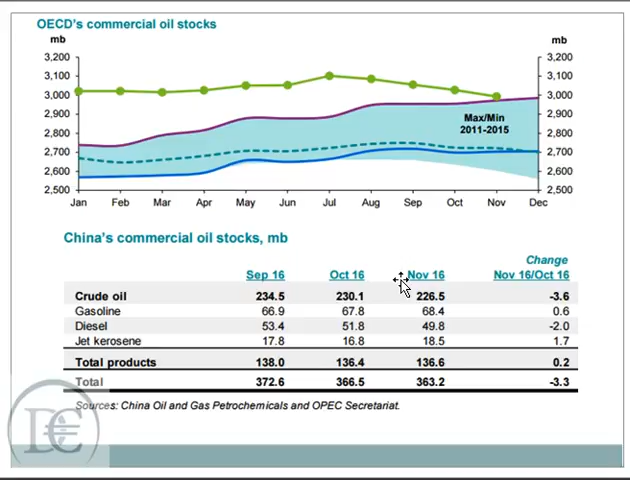 OECD's commercial oil stocks
mb mb
3,200 3,200
3,100 3,100
3,000 3,000
2,900 2,900
2,800 2,800
2,700 2,700
2,600 2,600
2,500 2,500
Max/Min
2011-2015
Jan Feb Mar Apr May Jun Jul Aug Sep Oct Nov Dec
China's commercial oil stocks, mb
Change
Sep 16 Oct 16 Nov 16 Nov 16/Oct 16
Crude oil 234.5 230.1 226.5 -3.6
Gasoline 66.9 67.8 68.4 0.6
Diesel 53.4 51.8 49.8 -2.0
Jet kerosene 17.8 16.8 18.5 1.7
Total products 138.0 136.4 136.6 0.2
Total 372.6 366.5 363.2 -3.3
Sources: China Oil and Gas Petrochemicals and OPEC Secretariat.